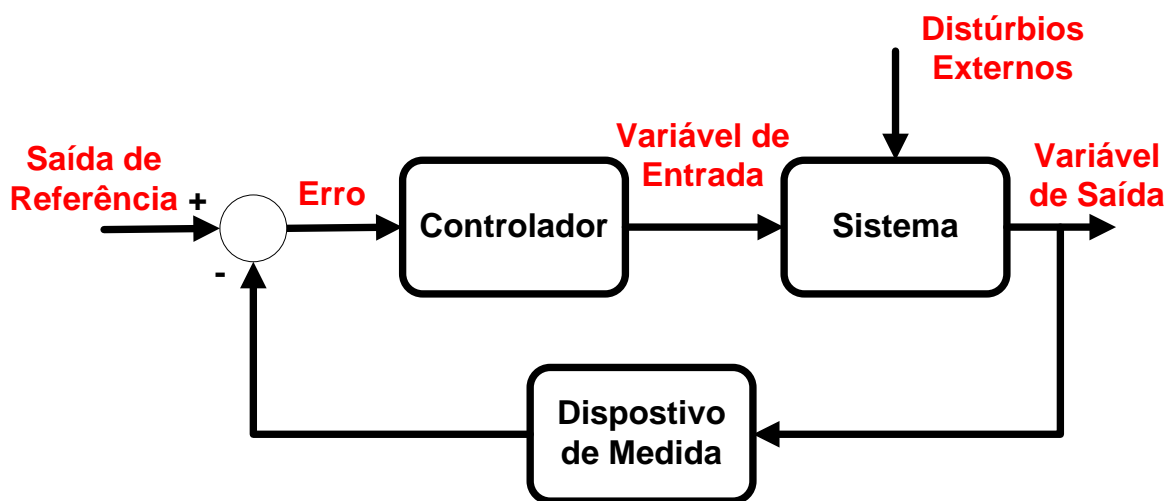 Distúrbios
Externos
Saída de
Referência +
Erro
Controlador
Variável de
Entrada
Sistema
Variável
de Saída
-
Dispostivo
de Medida